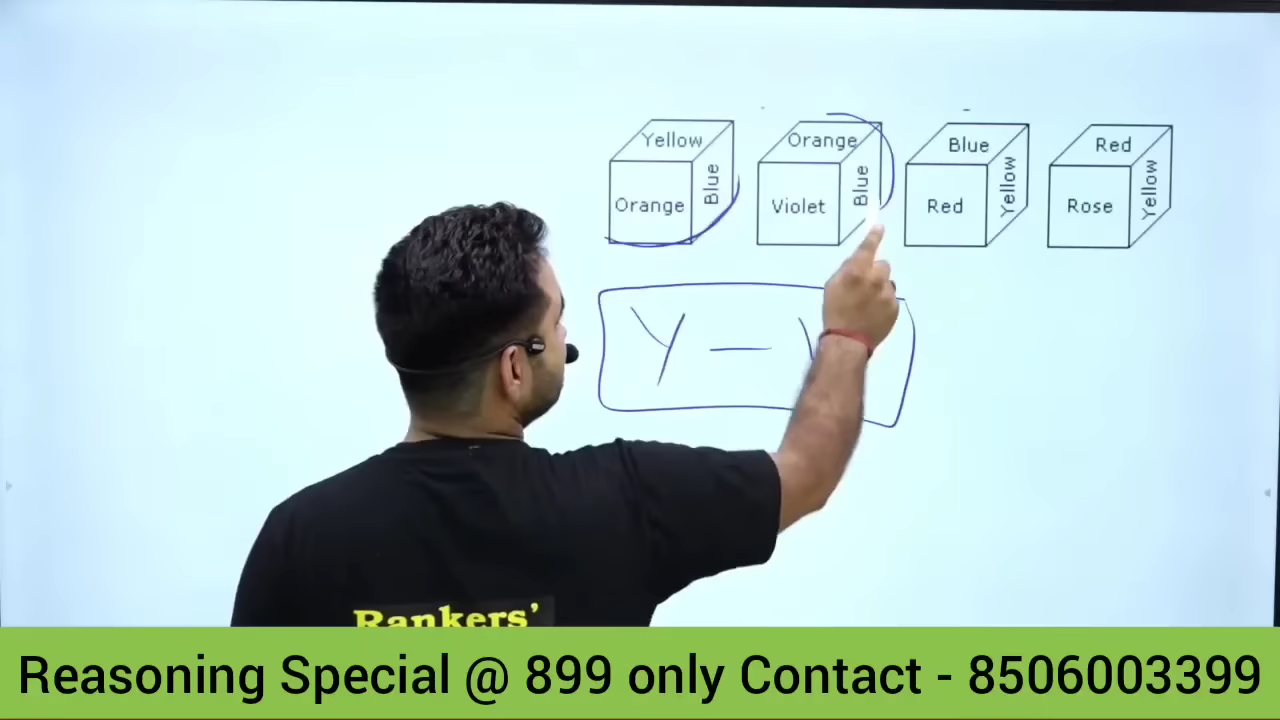 Yellow
Orange
Blue
Orange
Violet
Blue
Blue
Red
Yellow
Red
Rose
Yellow
Y —
Rankers’
Reasoning Special @ 899 only Contact - 8506003399